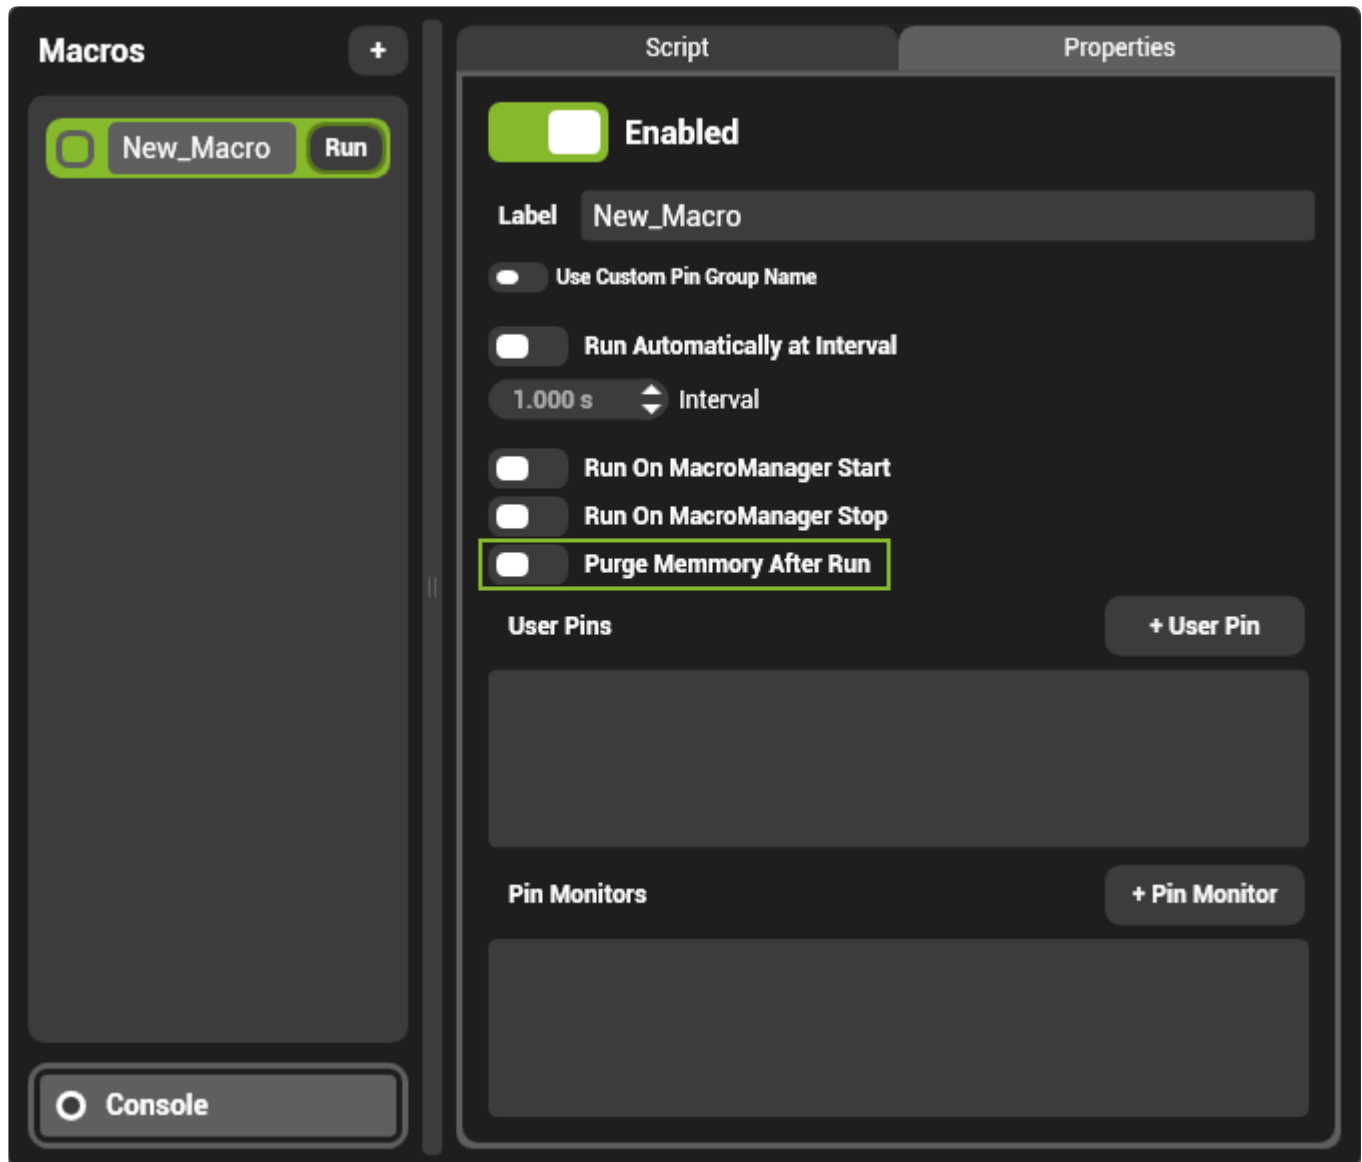 Macros
+
New_Macro
Run
Console
Script
Properties
Enabled
Label New_Macro
Use Custom Pin Group Name
Run Automatically at Interval
1.000 s Interval
Run On MacroManager Start
Run On MacroManager Stop
Purge Memmory After Run
User Pins
+ User Pin
Pin Monitors
+ Pin Monitor